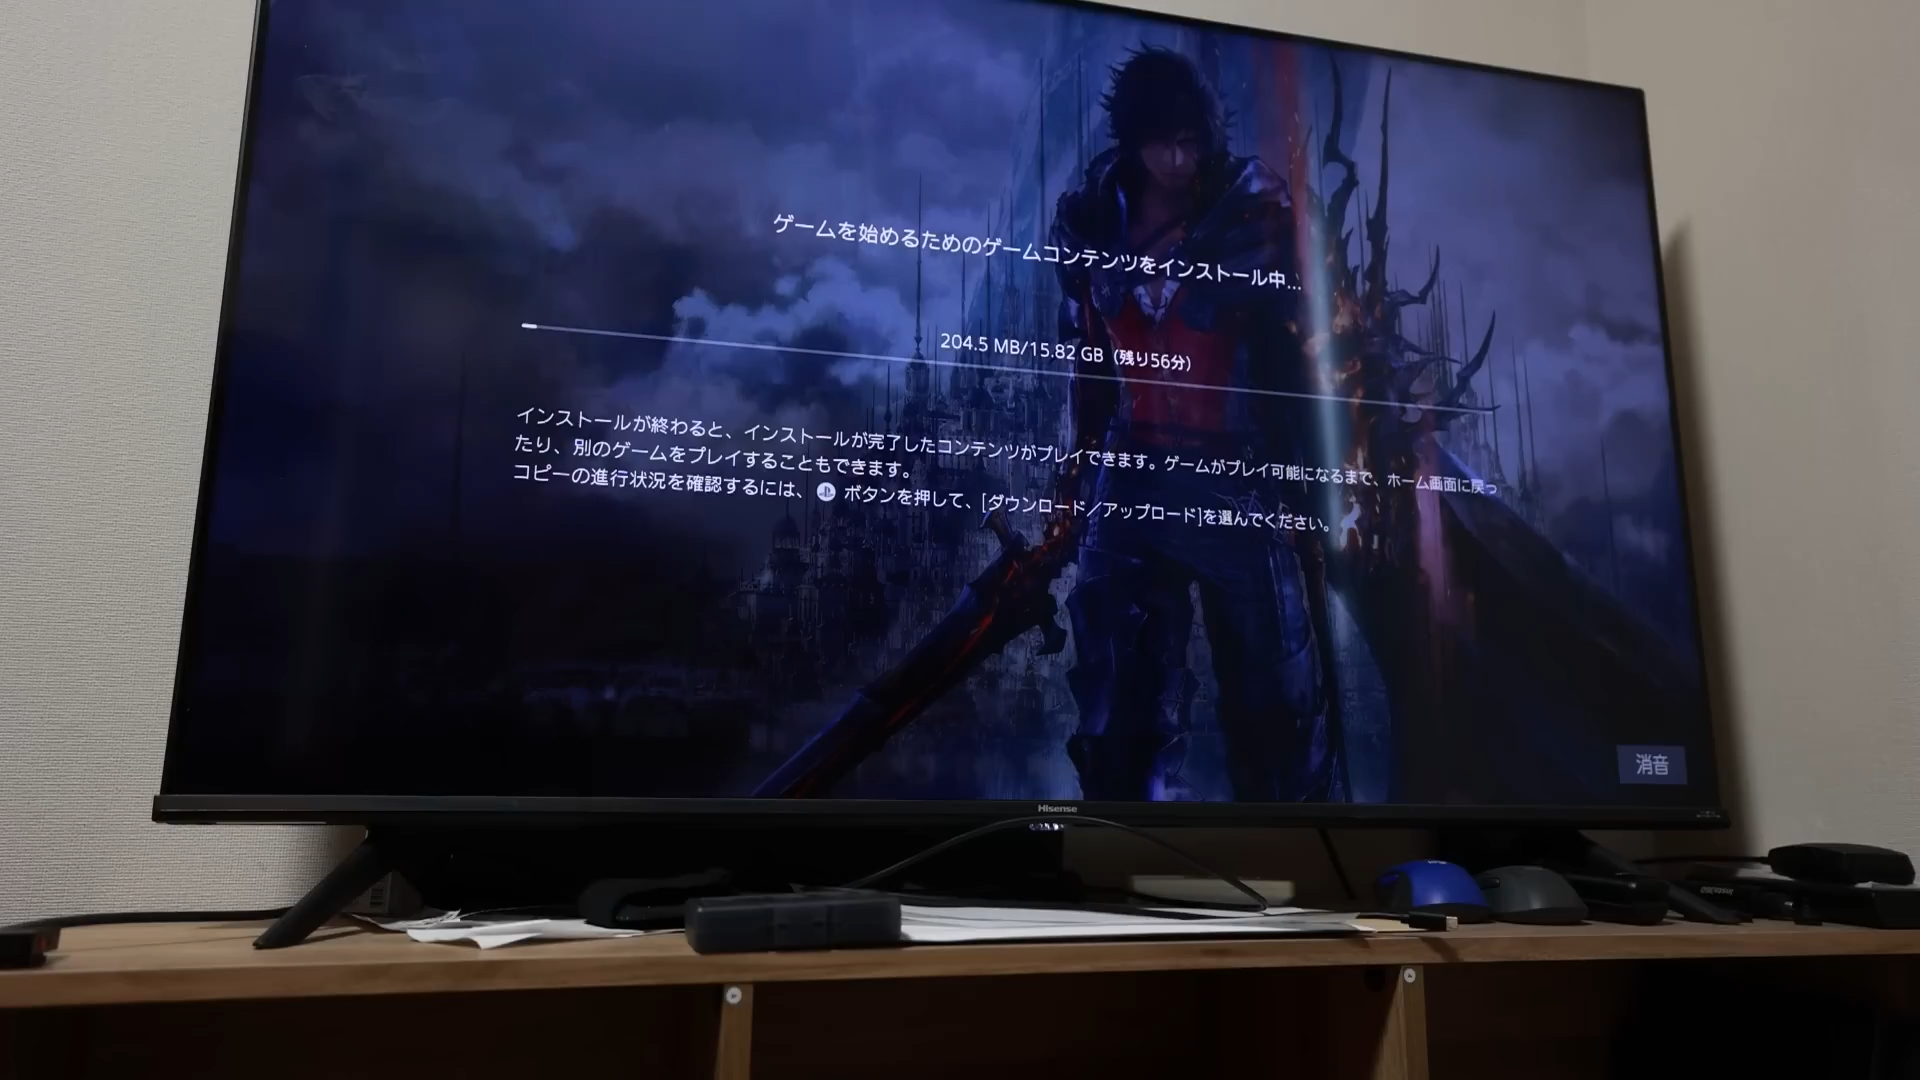 ゲームを始めるためのゲームコンテンツをインストール中...
204.5 MB/15.82 GB（残り56分）
インストールが終わると、インストールが完了したコンテンツがプレイできます。ゲームがプレイ可能になるまで、ホーム画面に戻っ
たり、別のゲームをプレイすることもできます。
コピーの進行状況を確認するには、 ボタンを押して、[ダウンロード／アップロード]を選んでください。
消音
Hisense